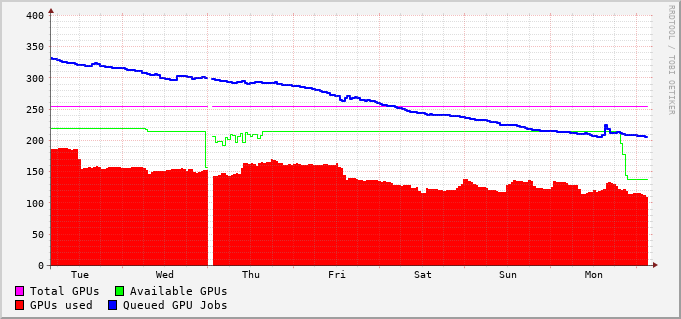 400
350
300
250
200
150
100
50
0
Tue Wed Thu Fri Sat Sun Mon
Total GPUs Available GPUs
GPUs used Queued GPU Jobs
RRDTOOL / TOBI OETIKER